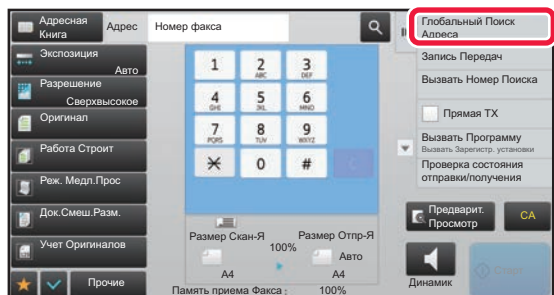 Адресная
Книга
Адрес
Номер факса
Глобальный Поиск
Адреса
Экспозиция
Авто
Разрешение
Сверхвысокое
Оригинал
Работа Строит
Реж. Медл.Прос
Док.Смеш.Разм.
Учет Оригиналов
Прочие
1
2
ABC
3
DEF
4
GHI
5
JKL
6
MNO
7
PQRS
8
TUV
9
WXYZ
0
#
Размер Скан-Я
100%
Размер Отпр-Я
Авто
A4
A4
Память приема Факса :
100%
Запись Передач
Вызвать Номер Поиска
Прямая TX
Вызвать Программу
Вызвать Зарегистр. установки
Проверка состояния
отправки/получения
Предварит.
Просмотр
CA
Динамик
Старт